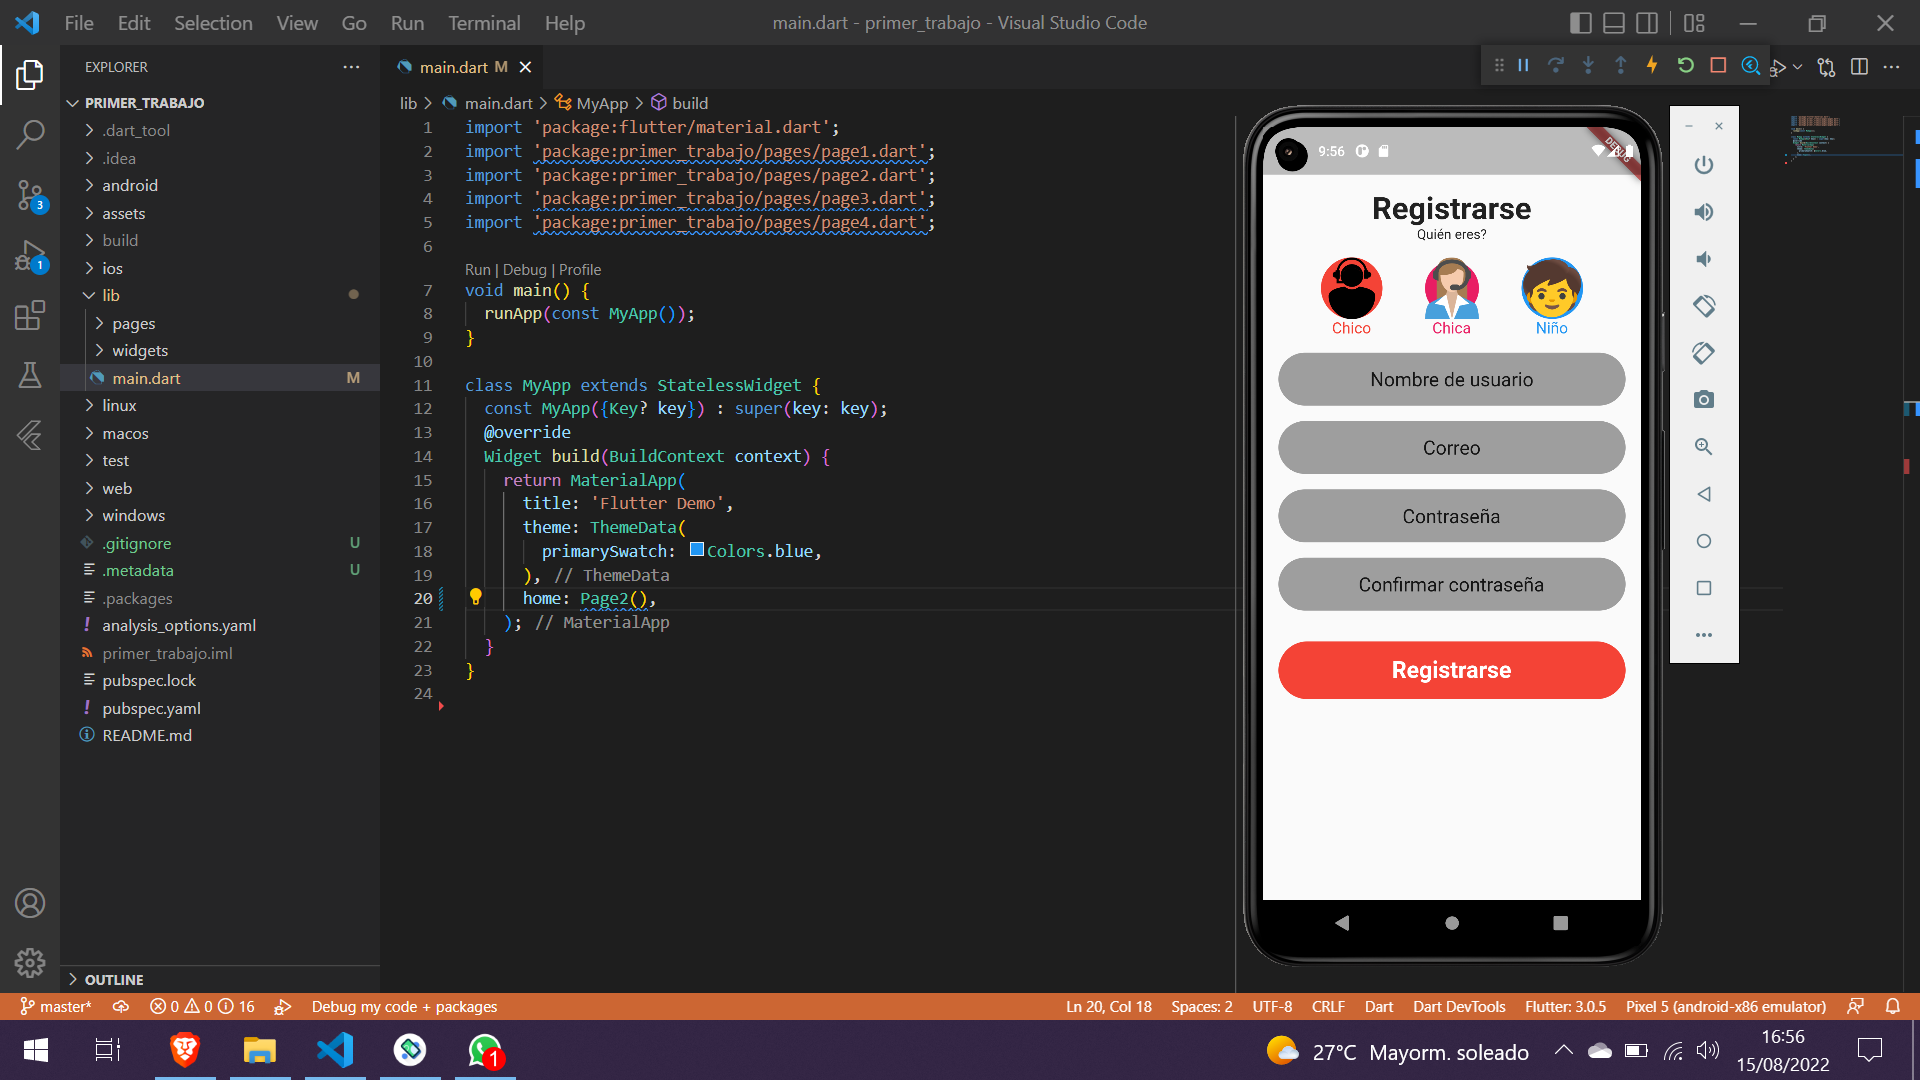 File Edit Selection View Go Run Terminal Help
main.dart - primer_trabajo - Visual Studio Code
EXPLORER
PRIMER_TRABAJO
.dart_tool
.idea
android
assets
build
ios
lib
pages
widgets
main.dart M
linux
macos
test
web
windows
.gitignore U
.metadata U
.packages
analysis_options.yaml
primer_trabajo.iml
pubspec.lock
pubspec.yaml
README.md
OUTLINE
3
1
main.dart M
lib > main.dart > MyApp > build
1 import 'package:flutter/material.dart';
2 import 'package:primer_trabajo/pages/page1.dart';
3 import 'package:primer_trabajo/pages/page2.dart';
4 import 'package:primer_trabajo/pages/page3.dart';
5 import 'package:primer_trabajo/pages/page4.dart';
6
Run | Debug | Profile
7 void main() {
8 runApp(const MyApp());
9 }
10
11 class MyApp extends StatelessWidget {
12 const MyApp({Key? key}) : super(key: key);
13 @override
14 Widget build(BuildContext context) {
15 return MaterialApp(
16 title: 'Flutter Demo',
17 theme: ThemeData(
18 primarySwatch: Colors.blue,
19 ), // ThemeData
20 home: Page2(),
21 ); // MaterialApp
22 }
23 }
24
9:56
DEBUG
Registrarse
Quién eres?
Chico Chica Niño
Nombre de usuario
Correo
Contraseña
Confirmar contraseña
Registrarse
master* 0 0 16 Debug my code + packages
Ln 20, Col 18 Spaces: 2 UTF-8 CRLF Dart Dart DevTools Flutter: 3.0.5 Pixel 5 (android-x86 emulator)
1
27°C Mayorm. soleado
16:56
15/08/2022